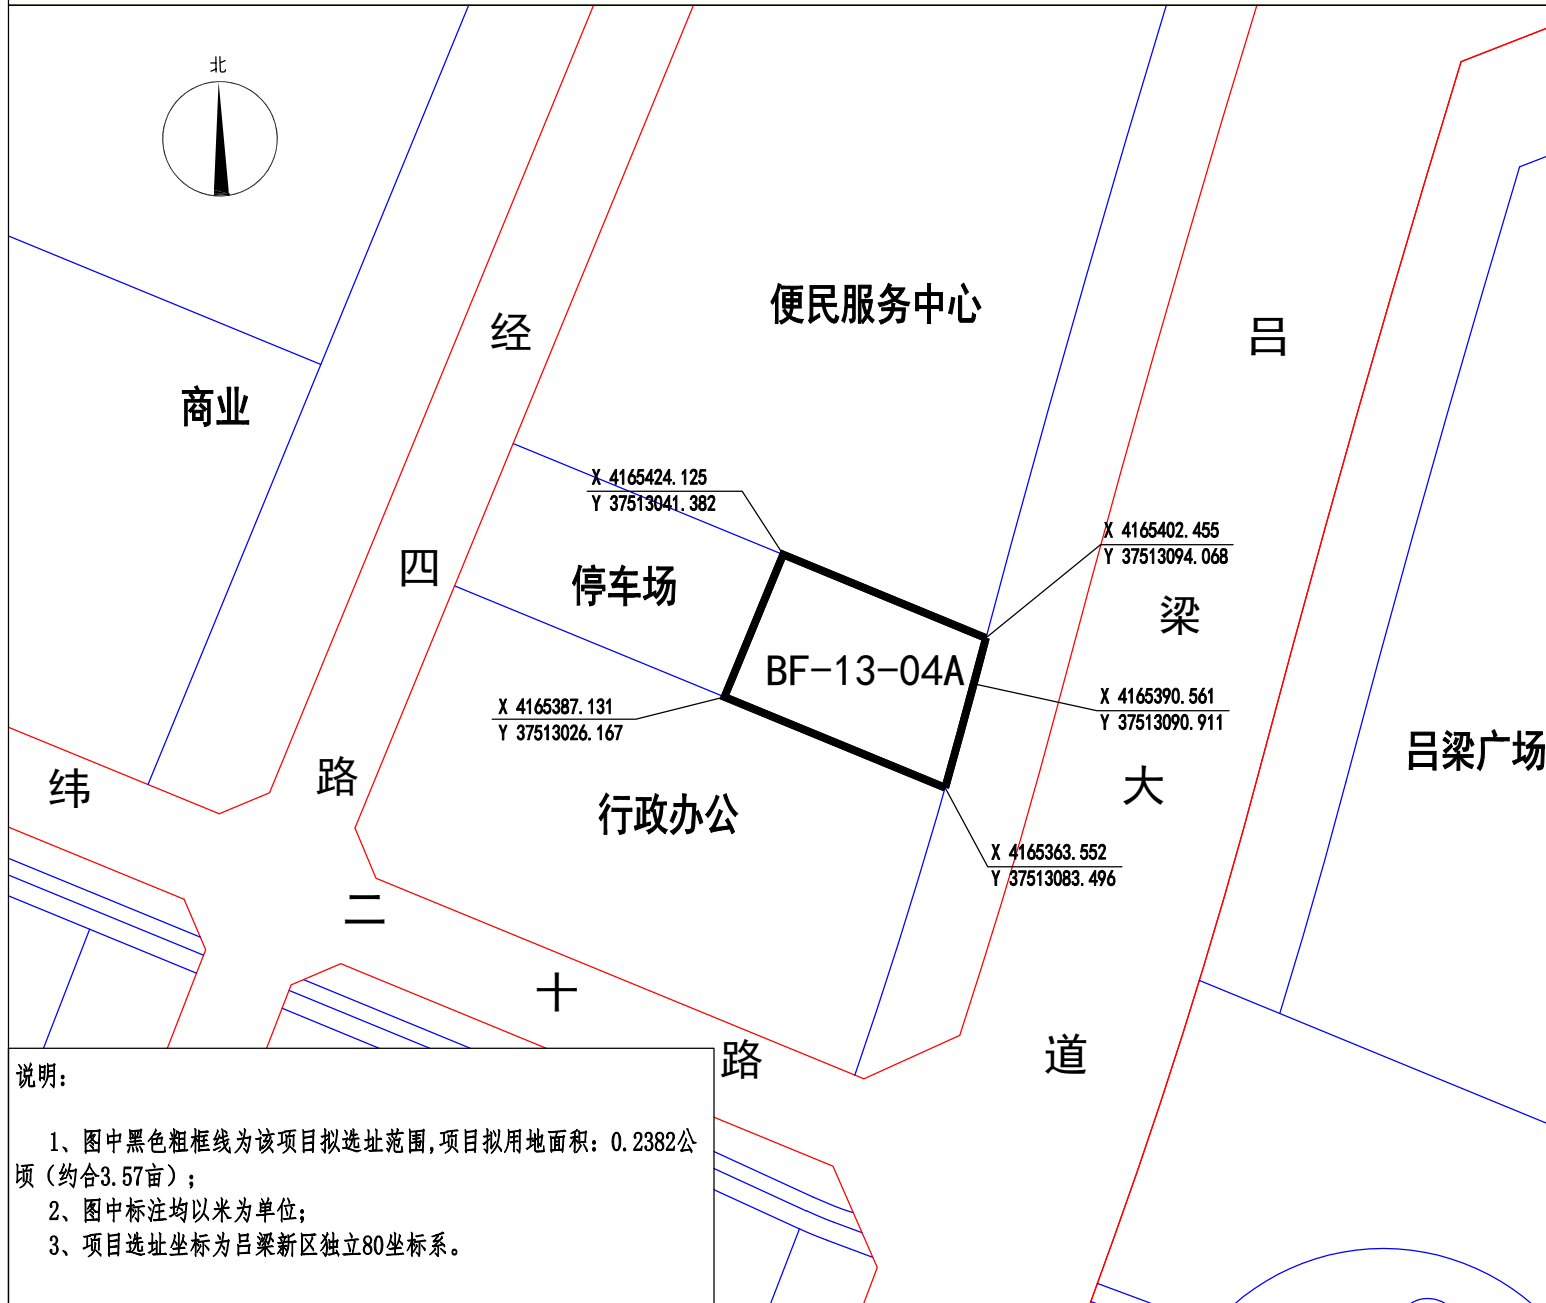 北
便民服务中心
经
吕
商业
X 4165424.125
Y 37513041.382
X 4165402.455
Y 37513094.068
四
停车场
梁
BF-13-04A
X 4165387.131
Y 37513026.167
X 4165390.561
Y 37513090.911
吕梁广场
纬
路
大
行政办公
X 4165363.552
Y 37513083.496
二
十
路
道
说明：
1、图中黑色粗框线为该项目拟选址范围,项目拟用地面积：0.2382公
顷（约合3.57亩）；
2、图中标注均以米为单位；
3、项目选址坐标为吕梁新区独立80坐标系。